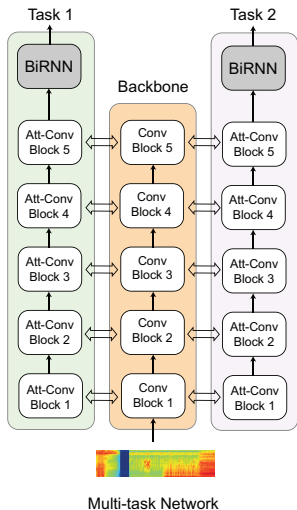 Task 1
Task 2
BiRNN
BiRNN
Backbone
Att-Conv
Block 5
Conv
Block 5
Att-Conv
Block 5
Att-Conv
Block 4
Conv
Block 4
Att-Conv
Block 4
Att-Conv
Block 3
Conv
Block 3
Att-Conv
Block 3
Att-Conv
Block 2
Conv
Block 2
Att-Conv
Block 2
Att-Conv
Block 1
Conv
Block 1
Att-Conv
Block 1
Multi-task Network